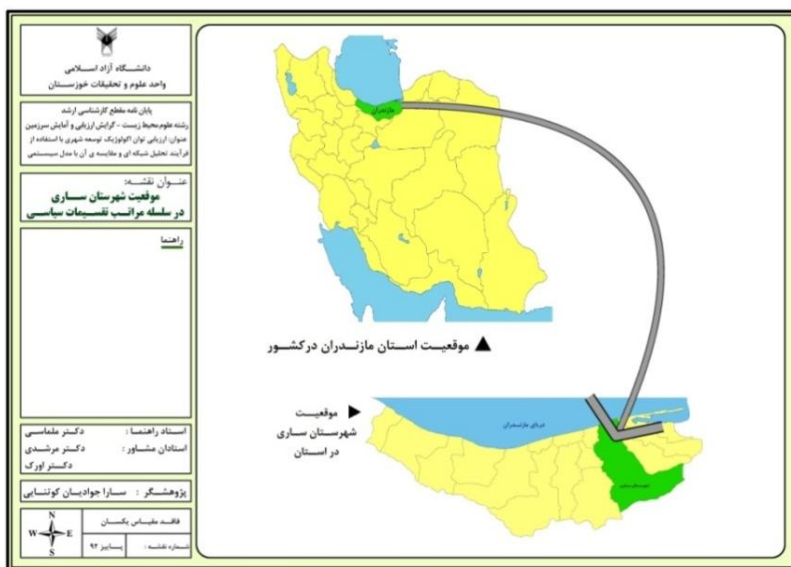 دانشگاه آزاد اسلامی
واحد علوم و تحقیقات خوزستان
پایان نامه مقطع کارشناسی ارشد
رشته علوم محیط زیست - گرایش ارزیابی و آمایش سرزمین
عنوان: ارزیابی توان اکولوژیک توسعه شهری با استفاده از
فرآیند تحلیل شبکه ای و مقایسه ی آن با مدل سیستمی
عنوان نقشه:
موقعیت شهرستان ساری
در سلسله مراتب تقسیمات سیاسی
راهنما
استاد راهنما : دکتر ملماسی
استادان مشاور : دکتر مرشدی
دکتر اورک
پژوهشگر : سارا جوادیان کوتنایی
فاقد مقیاس یکسان
شماره نقشه :
پاییز ۹۲
N
W E
S
مازندران
موقعیت استان مازندران در کشور
موقعیت
شهرستان ساری
در استان
دریای مازندران
شهرستان ساری